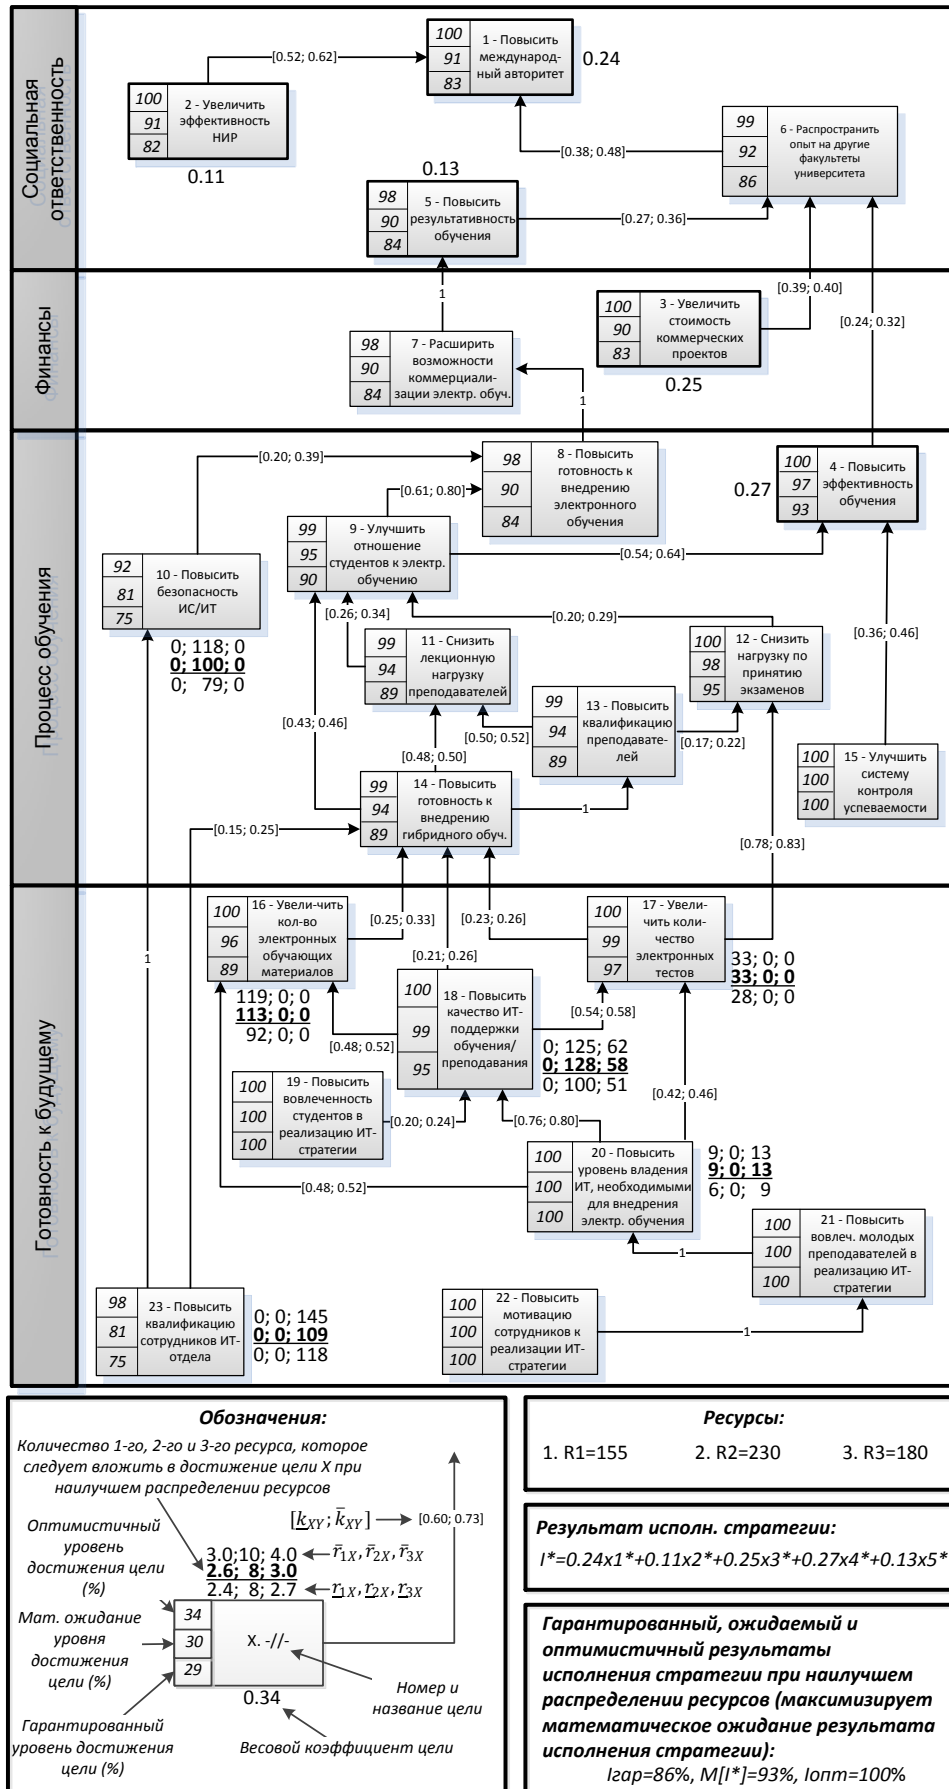 Социальная
ответственность
100
91
83
1 - Повысить
международ-
ный авторитет
0.24
[0.52; 0.62]
100
91
82
2 - Увеличить
эффективность
НИР
0.11
[0.38; 0.48]
99
92
86
6 - Распространить
опыт на другие
факультеты
университета
0.13
98
90
84
5 - Повысить
результативность
обучения
[0.27; 0.36]
Финансы
1
[0.39; 0.40]
[0.24; 0.32]
100
90
83
3 - Увеличить
стоимость
коммерческих
проектов
0.25
98
90
84
7 - Расширить
возможности
коммерциали-
зации электр. обуч.
1
Процесс обучения
[0.20; 0.39]
98
90
84
8 - Повысить
готовность к
внедрению
электронного
обучения
[0.61; 0.80]
0.27
100
97
93
4 - Повысить
эффективность
обучения
99
95
90
9 - Улучшить
отношение
студентов к электр.
обучению
[0.54; 0.64]
92
81
75
10 - Повысить
безопасность
ИС/ИТ
0; 118; 0
0; 100; 0
0; 79; 0
[0.26; 0.34]
[0.20; 0.29]
[0.36; 0.46]
99
94
89
11 - Снизить
лекционную
нагрузку
преподавателей
100
98
95
12 - Снизить
нагрузку по
принятию
экзаменов
99
94
89
13 - Повысить
квалификацию
преподавате-
лей
[0.43; 0.46]
[0.50; 0.52]
[0.17; 0.22]
[0.48; 0.50]
100
100
100
15 - Улучшить
систему
контроля
успеваемости
99
94
89
14 - Повысить
готовность к
внедрению
гибридного обуч.
1
[0.15; 0.25]
[0.78; 0.83]
Готовность к будущему
100
96
89
16 - Увели-чить
кол-во
электронных
обучающих
материалов
[0.25; 0.33]
[0.23; 0.26]
100
99
97
17 - Увели-
чить коли-
чество
электронных
тестов
33; 0; 0
33; 0; 0
28; 0; 0
[0.21; 0.26]
1
119; 0; 0
113; 0; 0
92; 0; 0
100
99
95
18 - Повысить
качество ИТ-
поддержки
обучения/
преподавания
[0.54; 0.58]
[0.48; 0.52]
0; 125; 62
0; 128; 58
0; 100; 51
100
100
100
19 - Повысить
вовлеченность
студентов в
реализацию ИТ-
стратегии
[0.20; 0.24]
[0.76; 0.80]
[0.42; 0.46]
100
100
100
20 - Повысить
уровень владения
ИТ, необходимыми
для внедрения
электр. обучения
9; 0; 13
9; 0; 13
6; 0; 9
[0.48; 0.52]
1
100
100
100
21 - Повысить
вовлеч. молодых
преподавателей в
реализацию ИТ-
стратегии
98
81
75
23 - Повысить
квалификацию
сотрудников ИТ-
отдела
0; 0; 145
0; 0; 109
0; 0; 118
100
100
100
22 - Повысить
мотивацию
сотрудников к
реализации ИТ-
стратегии
1
Обозначения:
Количество 1-го, 2-го и 3-го ресурса, которое
следует вложить в достижение цели X при
наилучшем распределении ресурсов
[k̲XY; k̄XY]
[0.60; 0.73]
Оптимистичный
уровень
достижения цели
(%)
3.0;10; 4.0
2.6; 8; 3.0
2.4; 8; 2.7
r̄1X, r̄2X, r̄3X
r̲1X, r̲2X, r̲3X
Мат. ожидание
уровня
достижения
цели (%)
34
30
29
X. -//-
0.34
Номер и
название цели
Гарантированный
уровень достижения
цели (%)
Весовой коэффициент цели
Ресурсы:
1. R1=155 2. R2=230 3. R3=180
Результат исполн. стратегии:
I*=0.24x1*+0.11x2*+0.25x3*+0.27x4*+0.13x5*
Гарантированный, ожидаемый и
оптимистичный результаты
исполнения стратегии при наилучшем
распределении ресурсов (максимизирует
математическое ожидание результата
исполнения стратегии):
Iгар=86%, M[I*]=93%, Iопт=100%